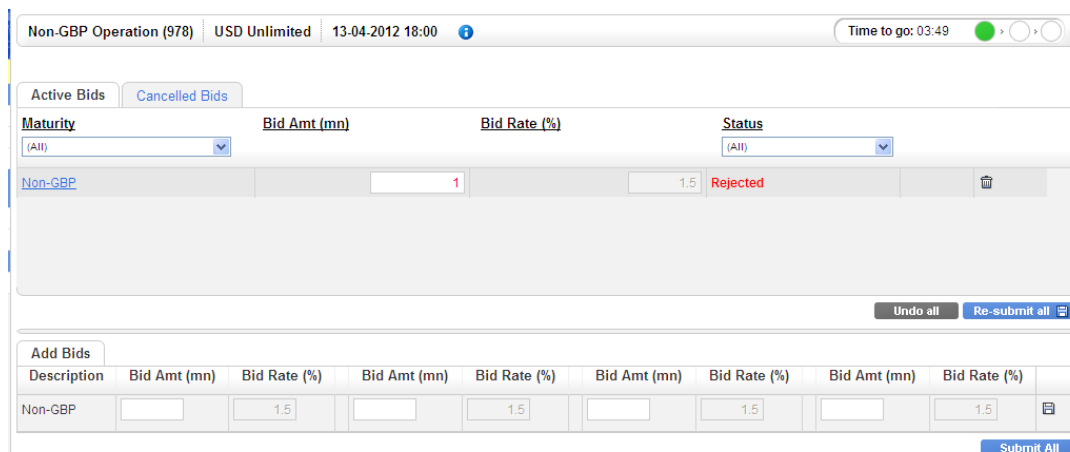 Non-GBP Operation (978) USD Unlimited 13-04-2012 18:00 Time to go: 03:49
Active Bids Cancelled Bids
Maturity Bid Amt (mn) Bid Rate (%) Status
(All) (All)
Non-GBP 1 1.5 Rejected
Undo all Re-submit all
Add Bids
Description Bid Amt (mn) Bid Rate (%) Bid Amt (mn) Bid Rate (%) Bid Amt (mn) Bid Rate (%) Bid Amt (mn) Bid Rate (%)
Non-GBP 1.5 1.5 1.5 1.5
Submit All